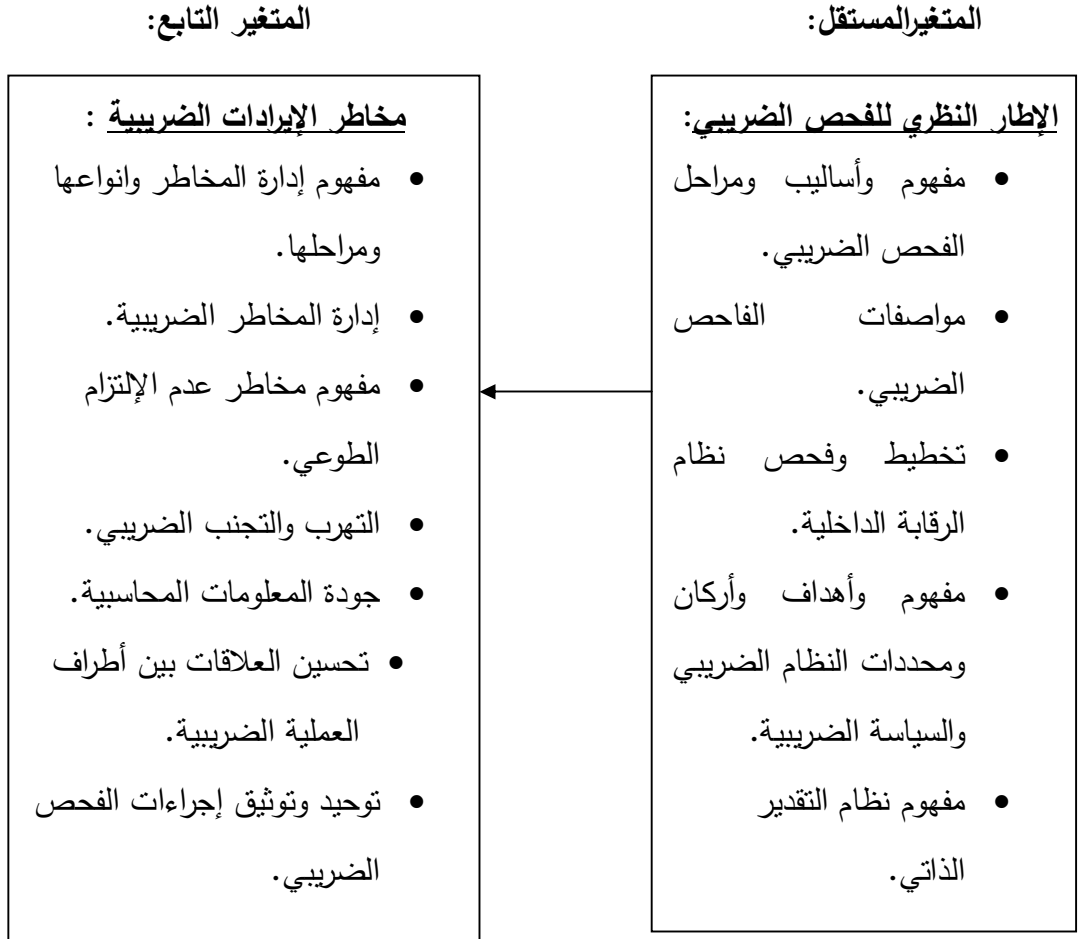 المتغيرالمستقل:
المتغير التابع:
الإطار النظري للفحص الضريبي:
• مفهوم وأساليب ومراحل
الفحص الضريبي.
• مواصفات الفاحص
الضريبي.
• تخطيط وفحص نظام
الرقابة الداخلية.
• مفهوم وأهداف وأركان
ومحددات النظام الضريبي
والسياسة الضريبية.
• مفهوم نظام التقدير
الذاتي.
مخاطر الإيرادات الضريبية :
• مفهوم إدارة المخاطر وانواعها
ومراحلها.
• إدارة المخاطر الضريبية.
• مفهوم مخاطر عدم الإلتزام
الطوعي.
• التهرب والتجنب الضريبي.
• جودة المعلومات المحاسبية.
• تحسين العلاقات بين أطراف
العملية الضريبية.
• توحيد وتوثيق إجراءات الفحص
الضريبي.